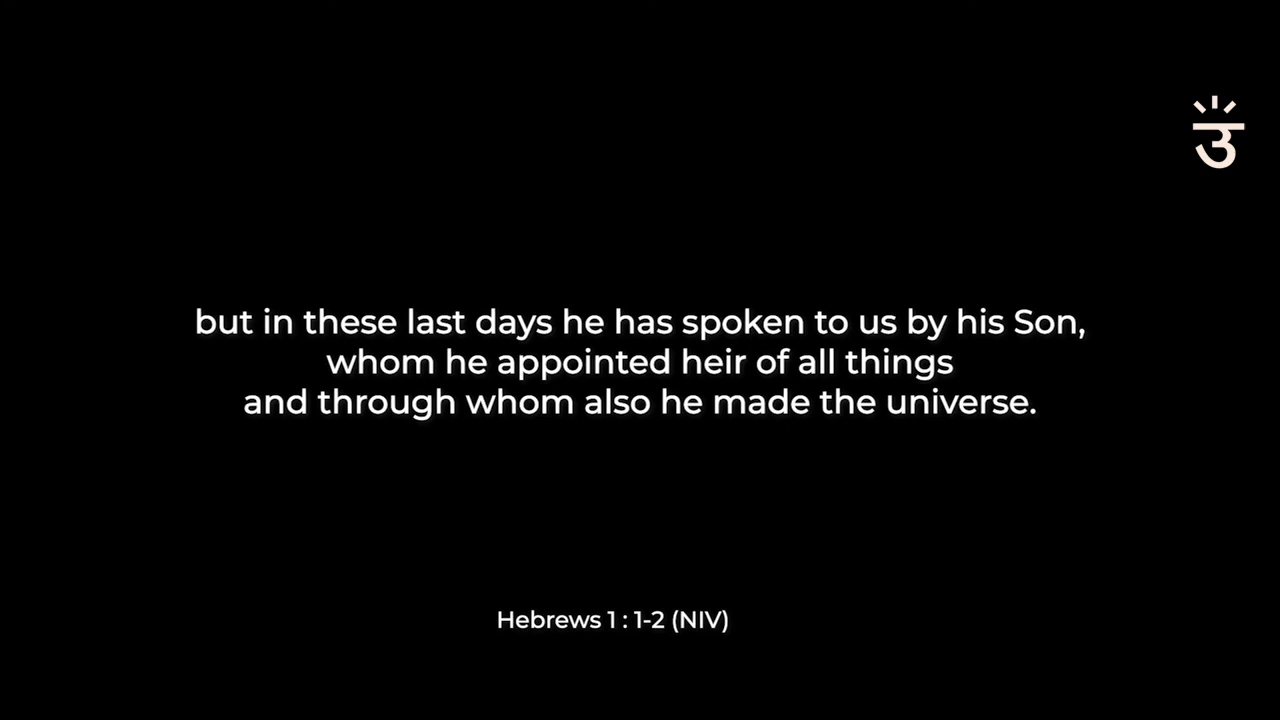 उ
but in these last days he has spoken to us by his Son,
whom he appointed heir of all things
and through whom also he made the universe.
Hebrews 1 : 1-2 (NIV)